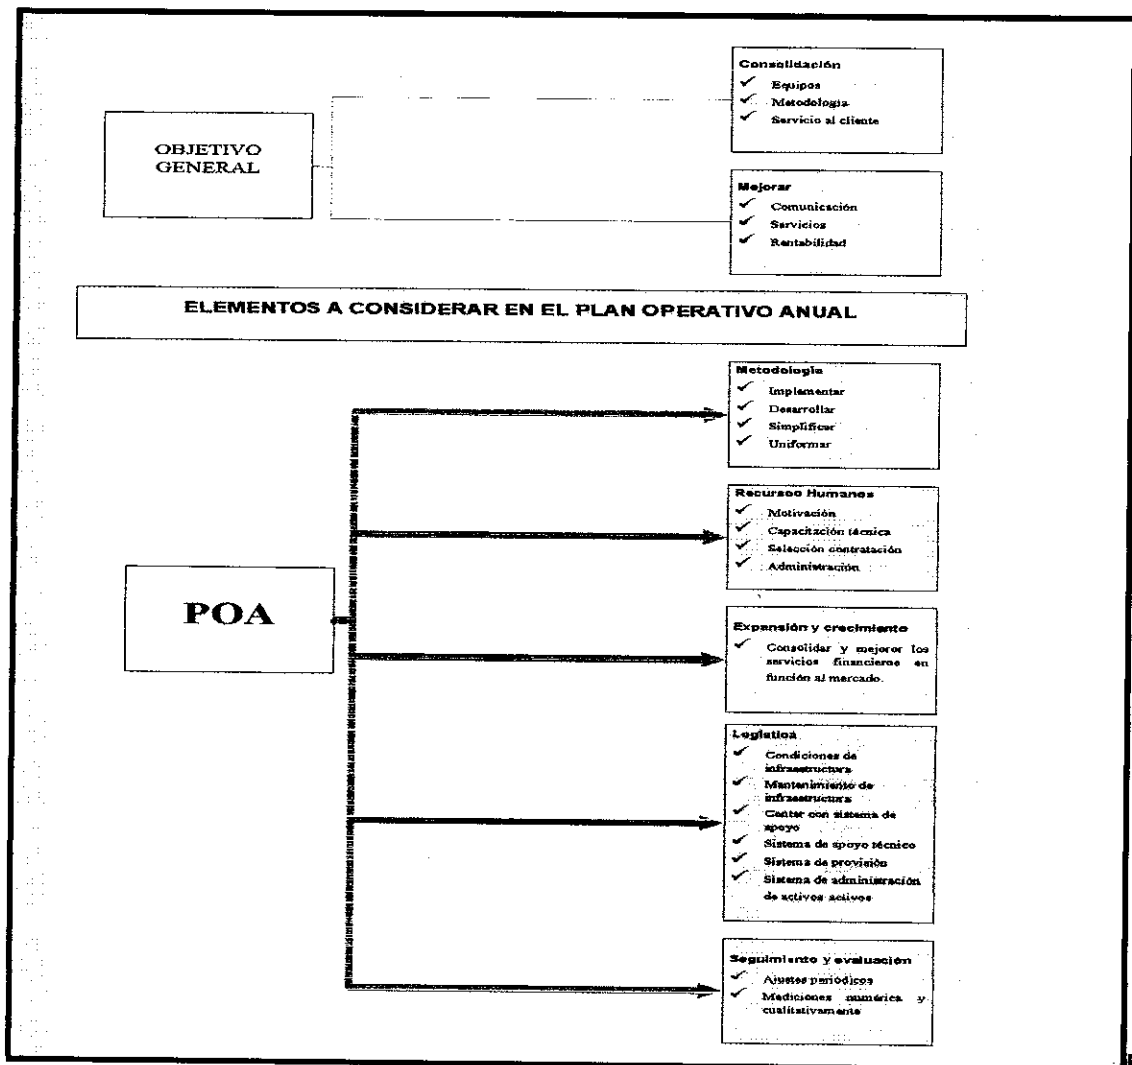 Consolidación
✓ Equipos
✓ Metodología
✓ Servicio al cliente
OBJETIVO
GENERAL
Mejorar
✓ Comunicación
✓ Servicios
✓ Rentabilidad
ELEMENTOS A CONSIDERAR EN EL PLAN OPERATIVO ANUAL
Metodología
✓ Implementar
✓ Desarrollar
✓ Simplificar
✓ Uniformar
Recursos Humanos
✓ Motivación
✓ Capacitación técnica
✓ Selección contratación
✓ Administración
POA
Expansión y crecimiento
✓ Consolidar y mejorar los
servicios financieros en
función al mercado.
Logística
✓ Condiciones de
infraestructura
✓ Mantenimiento de
infraestructura
✓ Contar con sistema de
apoyo
✓ Sistema de apoyo técnico
✓ Sistema de provisión
✓ Sistema de administración
de activos activos
Seguimiento y evaluación
✓ Ajustes periódicos
✓ Mediciones numérica y
cualitativamente